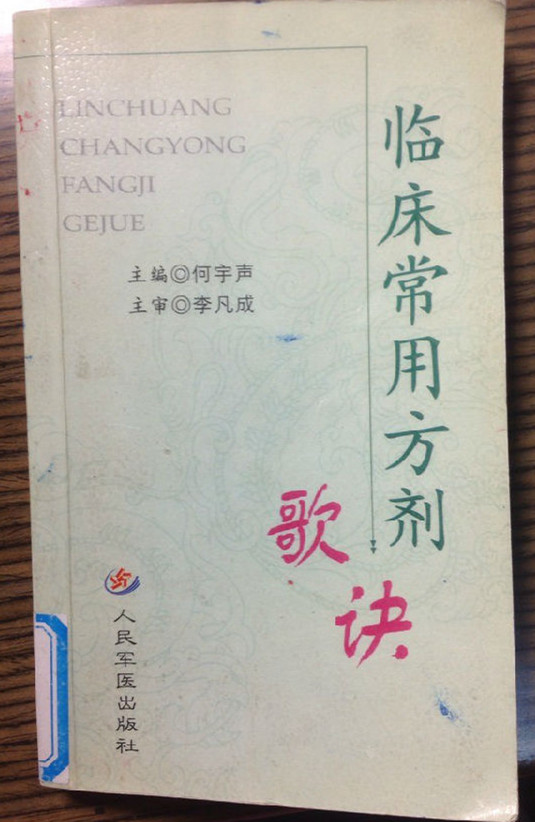 LINCHUANG
CHANGYONG
FANGJI
GEJUE
主编◎何宇声
主审◎李凡成
临床常用方剂
歌诀
人民军医出版社